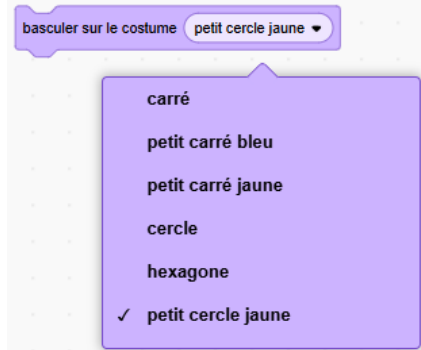 basculer sur le costume petit cercle jaune
carré
petit carré bleu
petit carré jaune
cercle
hexagone
✓ petit cercle jaune